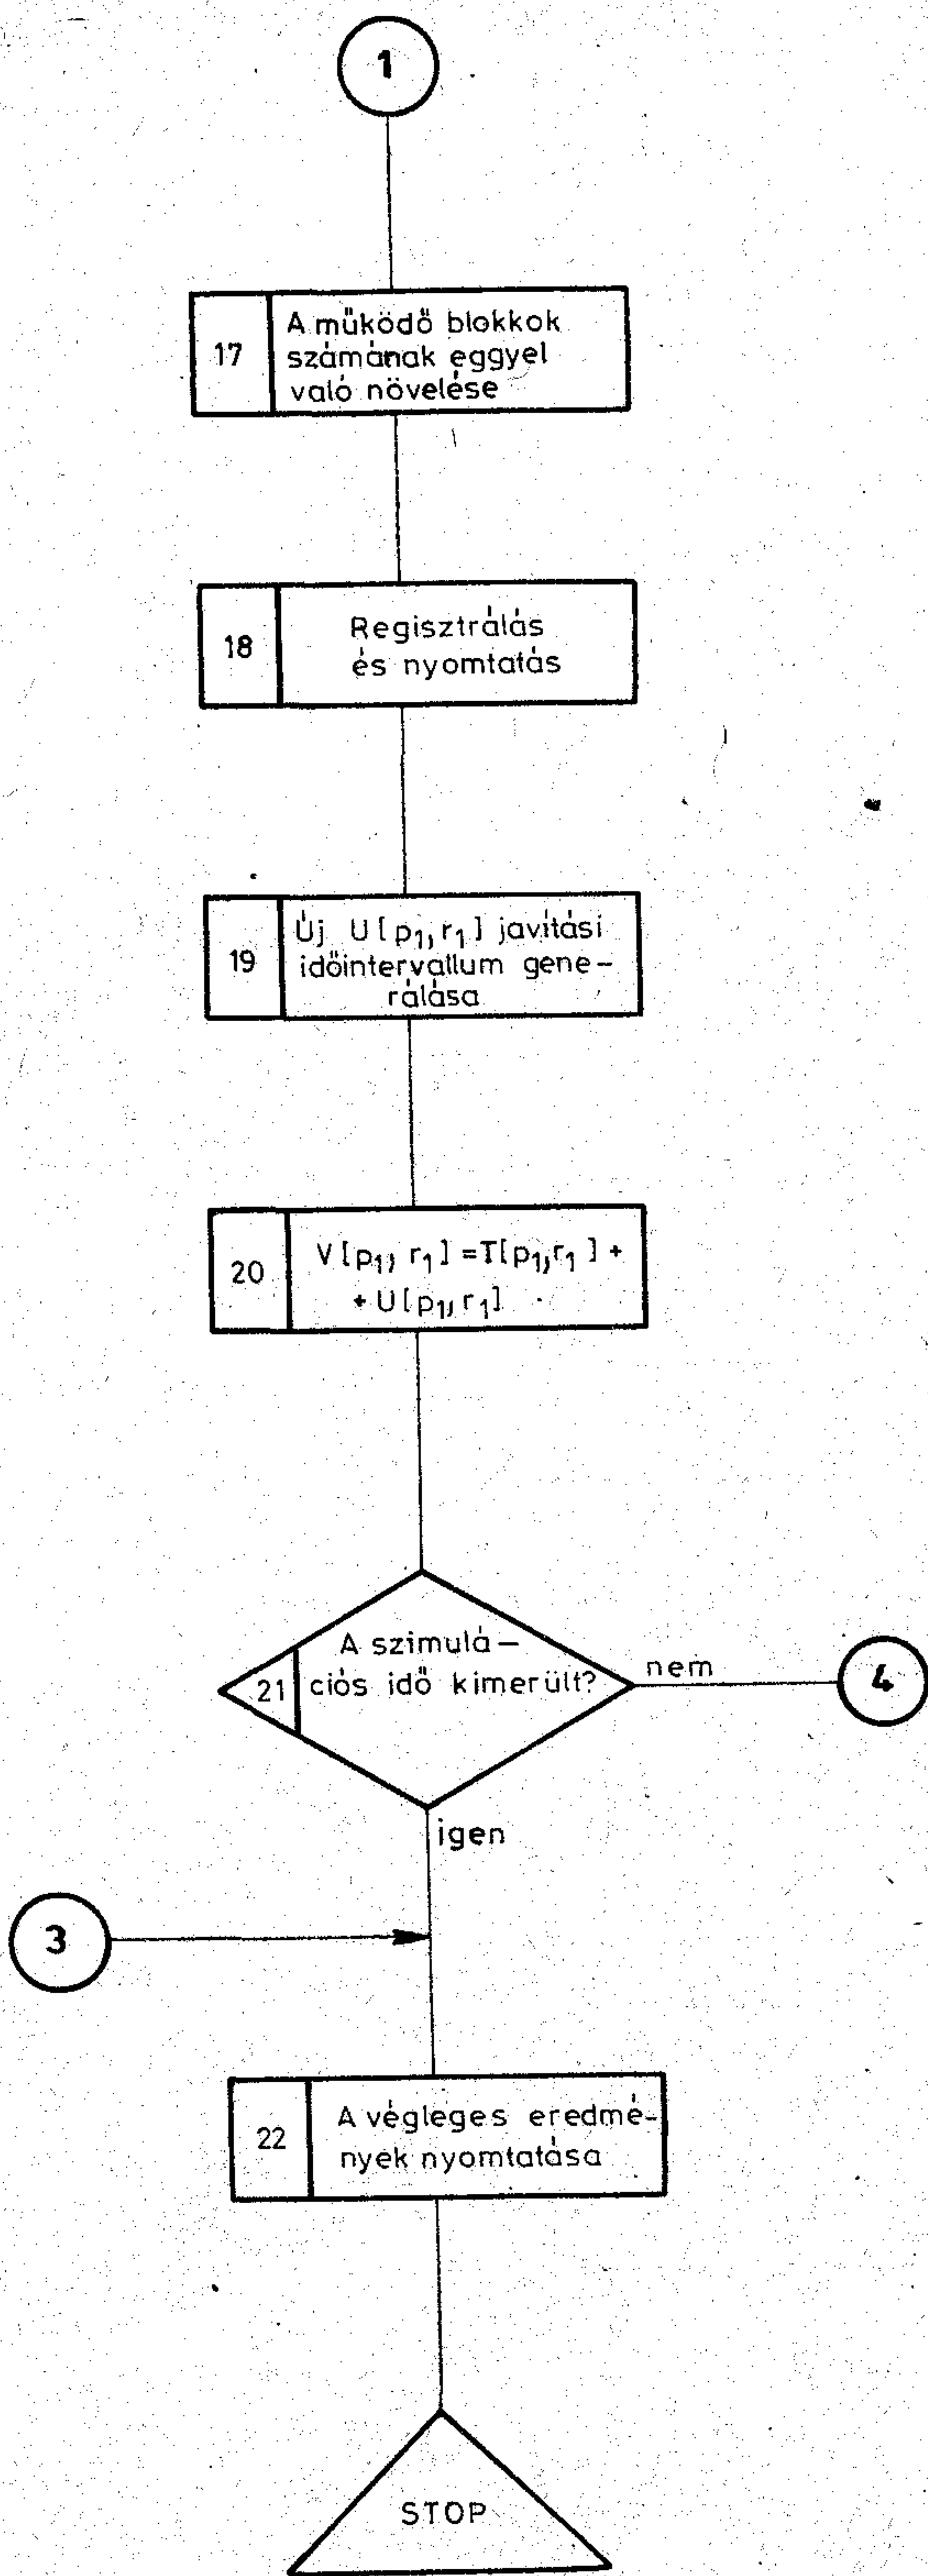 1
17
A működő blokkok
számának eggyel
való növelése
18
Regisztrálás
és nyomtatás
19
Új U[p₁,r₁] javítási
időintervallum gene-
rálása
20
V[p₁, r₁] = T[p₁,r₁] +
+ U[p₁,r₁]
21
A szimulá-
ciós idő kimerült?
nem
4
igen
3
22
A végleges eredmé-
nyek nyomtatása
STOP